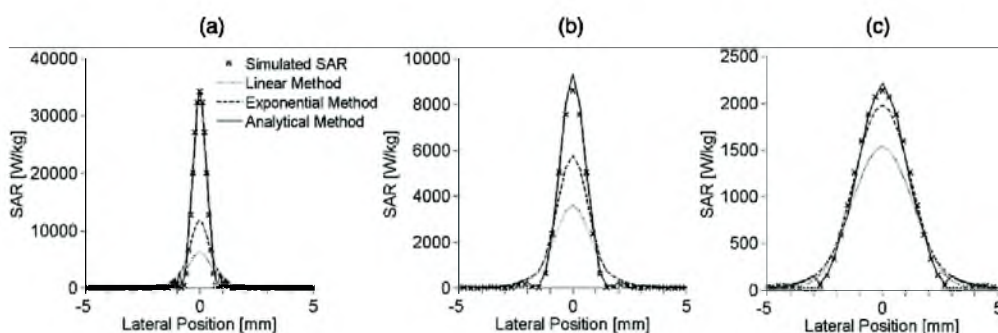 (a) (b) (c)
SAR [W/kg]
40000
30000
20000
10000
0
Simulated SAR
Linear Method
Exponential Method
Analytical Method
-5 0 5
Lateral Position [mm]
SAR [W/kg]
10000
8000
6000
4000
2000
0
-5 0 5
Lateral Position [mm]
SAR [W/kg]
2500
2000
1500
1000
500
0
-5 0 5
Lateral Position [mm]